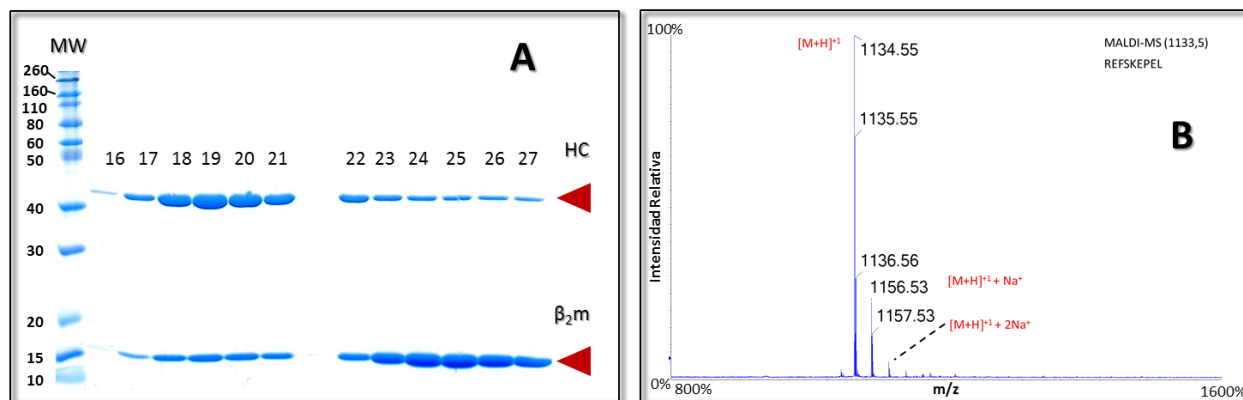 A
MW
260
160
110
80
60
50
40
30
20
15
10
16 17 18 19 20 21 22 23 24 25 26 27
HC
β₂m
B
100%
Intensidad Relativa
0%
800%
m/z
1600%
[M+H]⁺¹
1134.55
1135.55
1136.56
1156.53
1157.53
[M+H]⁺¹ + Na⁺
[M+H]⁺¹ + 2Na⁺
MALDI-MS (1133,5)
REFSKEPEL